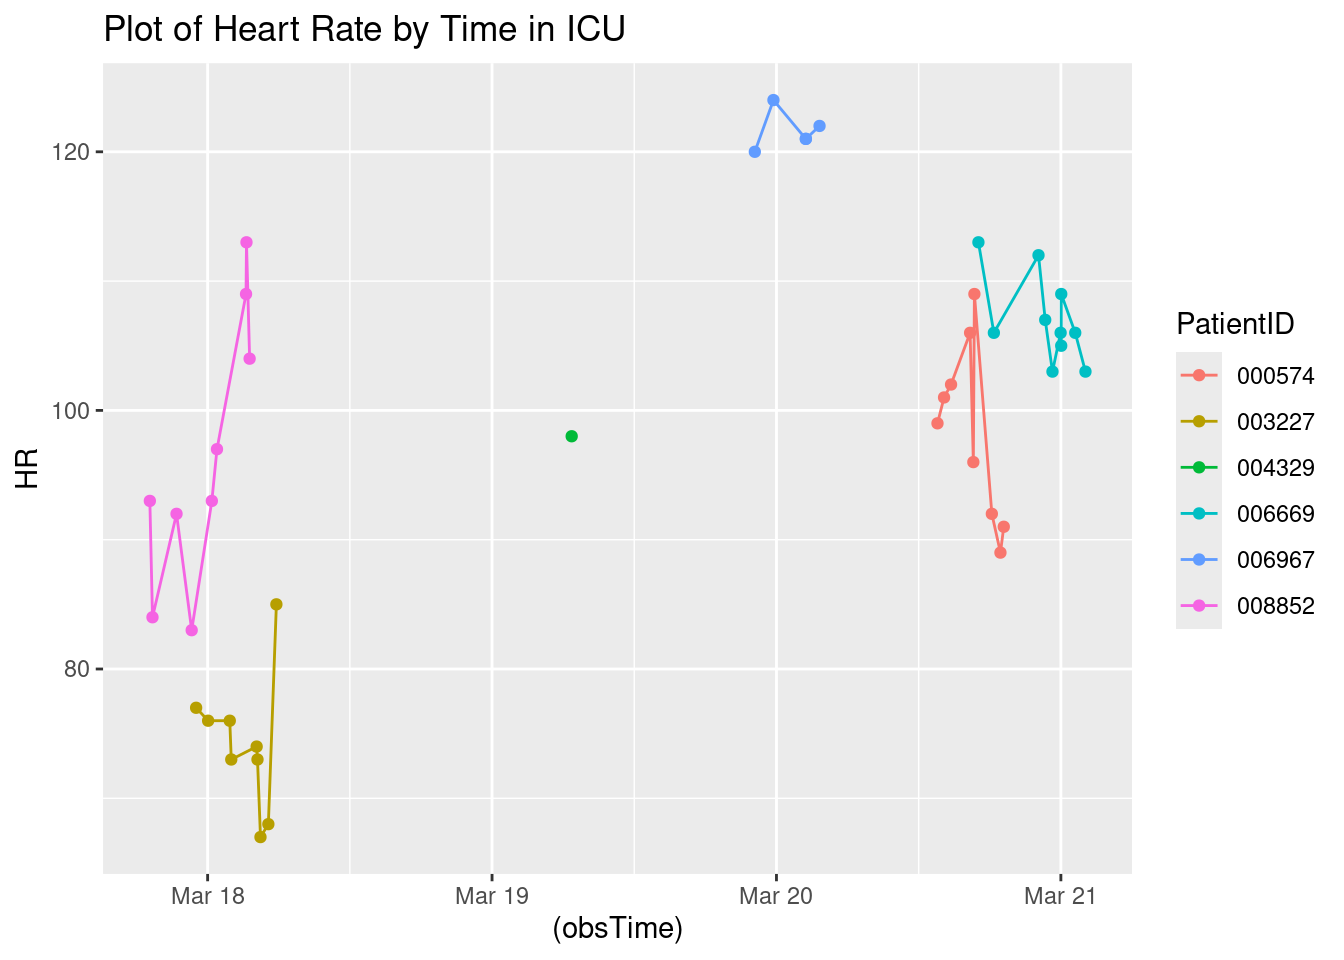 Plot of Heart Rate by Time in ICU
120
100
80
HR
Mar 18
Mar 19
Mar 20
Mar 21
(obsTime)
PatientID
000574
003227
004329
006669
006967
008852